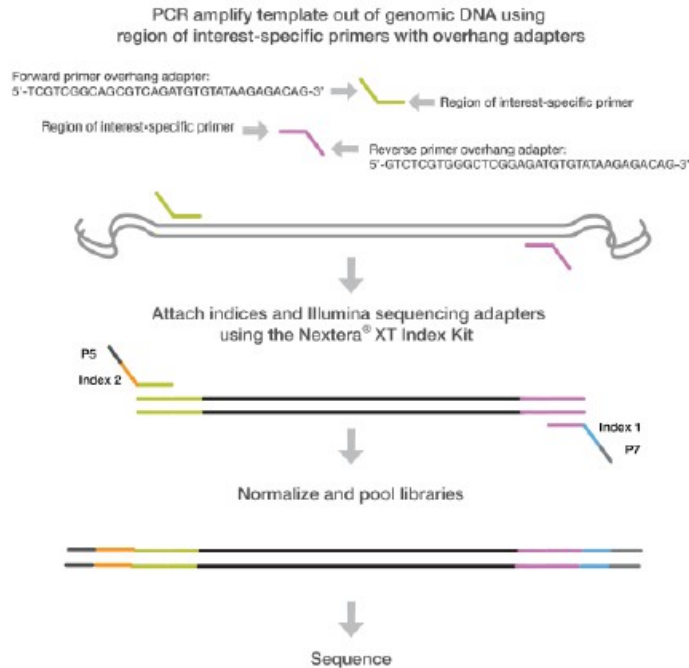 PCR amplify template out of genomic DNA using
region of interest-specific primers with overhang adapters
Forward primer overhang adapter:
5'-TCGTCGGCAGCGTCAGATGTGTATAAGAGACAG-3'
Region of interest-specific primer
Region of interest-specific primer
Reverse primer overhang adapter:
5'-GTCTCGTGGGCTCGGAGATGTGTATAAGAGACAG-3'
Attach indices and Illumina sequencing adapters
using the Nextera® XT Index Kit
P5
Index 2
Index 1
P7
Normalize and pool libraries
Sequence